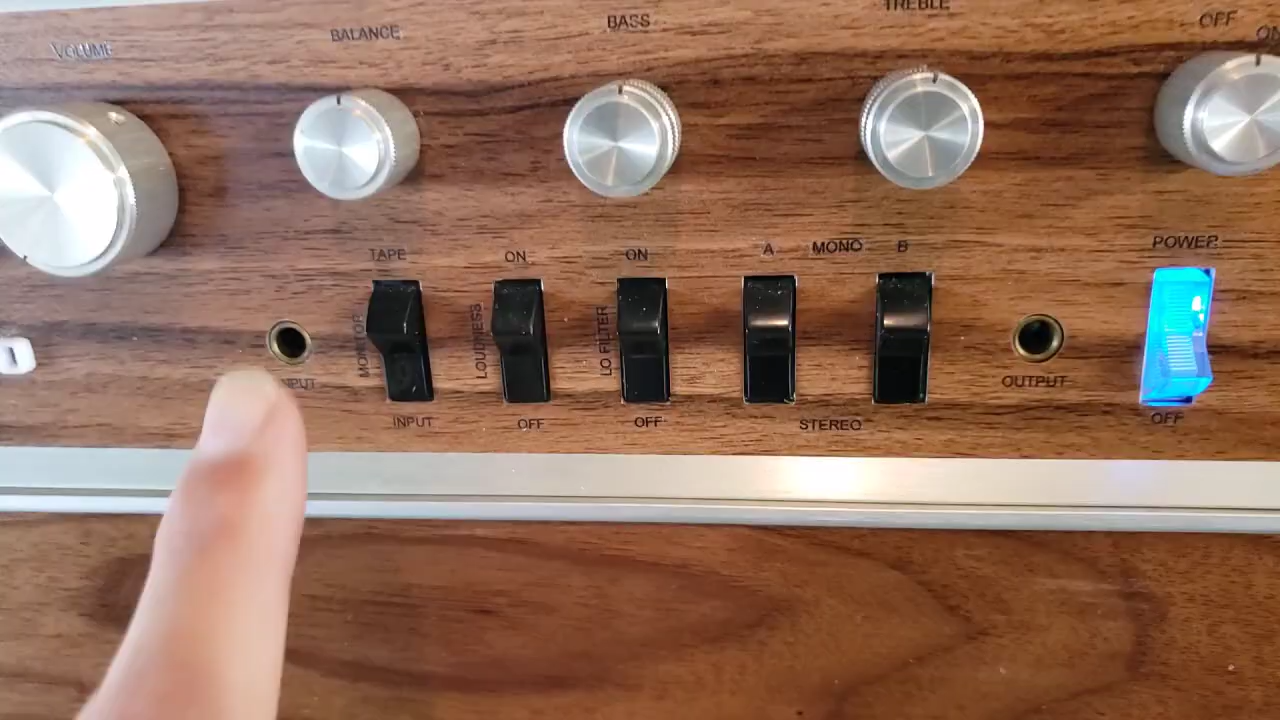 VOLUME
BALANCE
BASS
TREBLE
OFF
TAPE
ON
ON
A
MONO
B
POWER
MONITOR
LOUDNESS
LO FILTER
OUTPUT
INPUT
OFF
OFF
STEREO
OFF